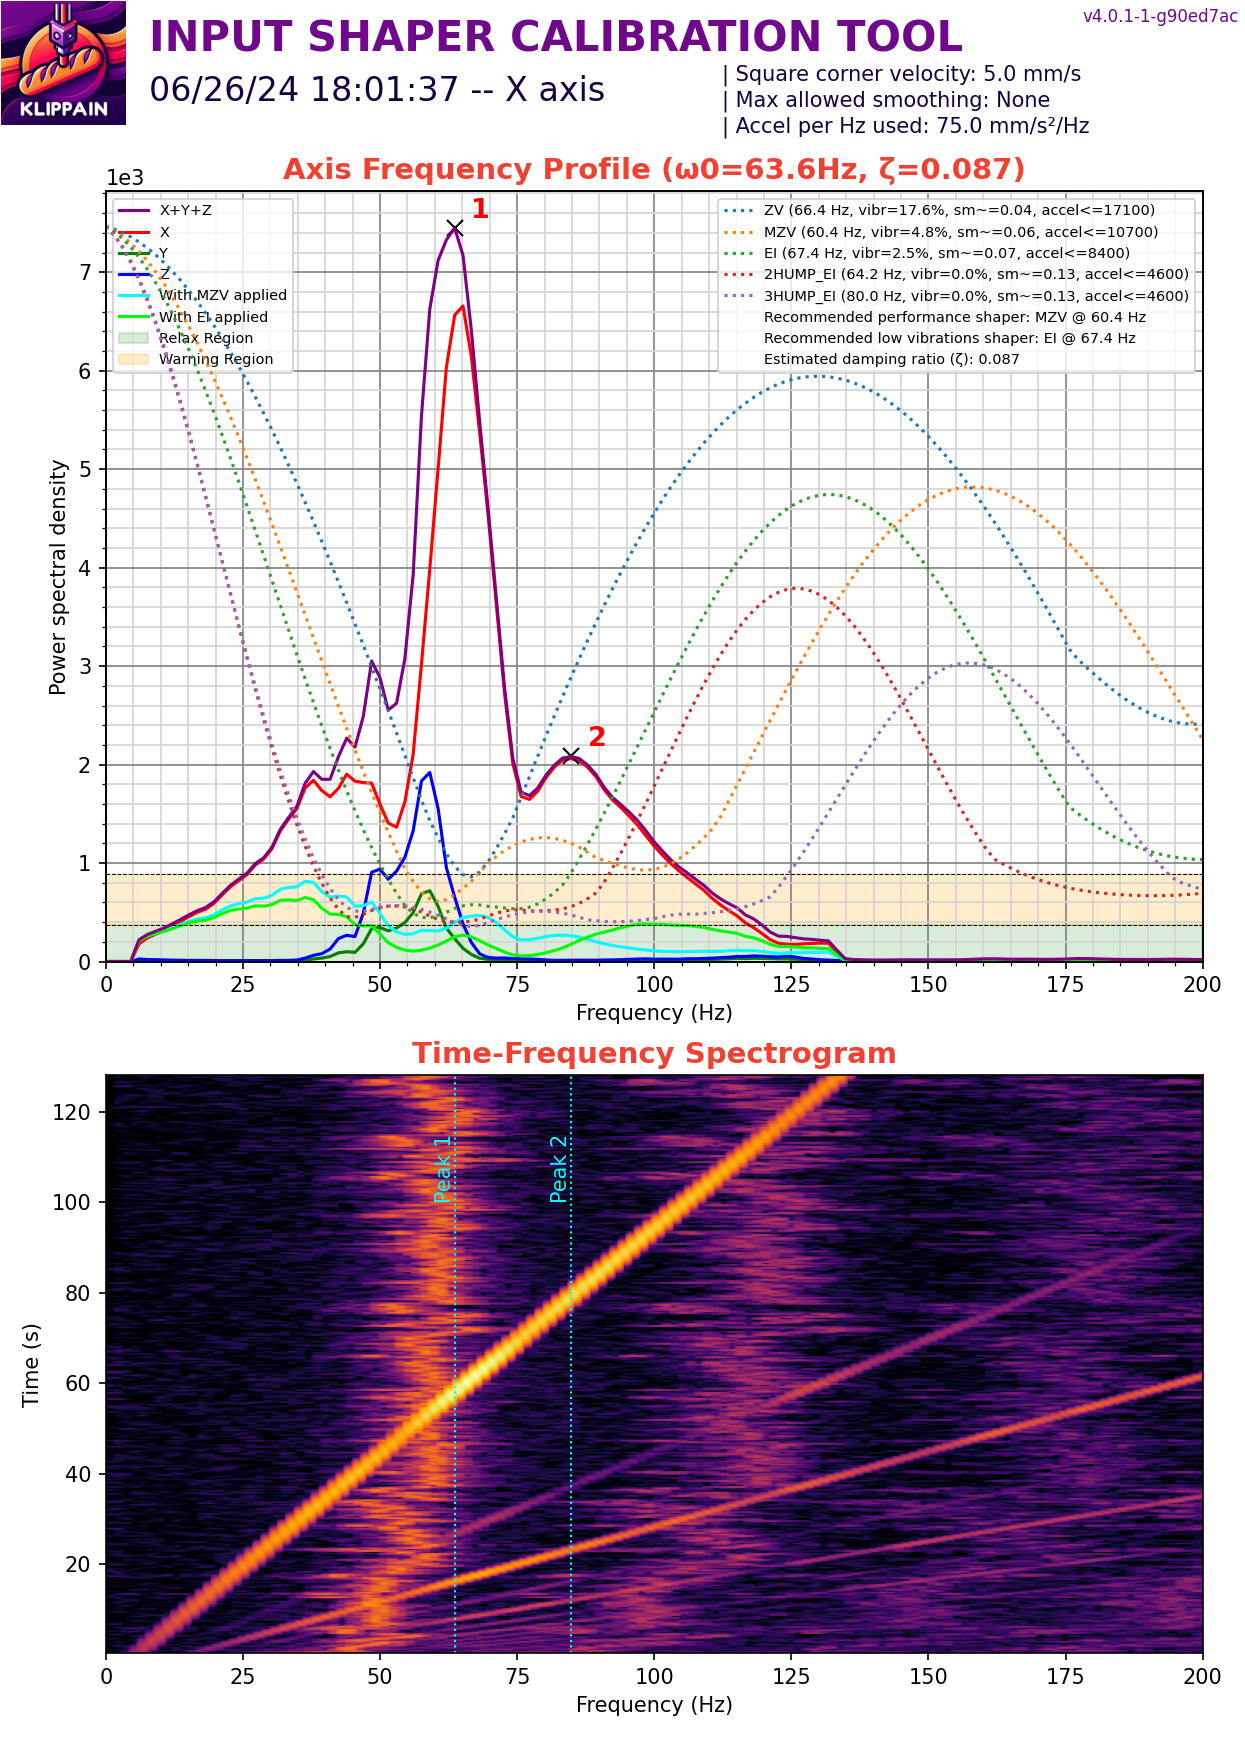 v4.0.1-1-g90ed7ac
INPUT SHAPER CALIBRATION TOOL
06/26/24 18:01:37 -- X axis
| Square corner velocity: 5.0 mm/s
| Max allowed smoothing: None
| Accel per Hz used: 75.0 mm/s²/Hz
KLIPPAIN
Axis Frequency Profile (ω0=63.6Hz, ζ=0.087)
1e3
X+Y+Z
X
Y
Z
With MZV applied
With EI applied
Relax Region
Warning Region
1
ZV (66.4 Hz, vibr=17.6%, sm~=0.04, accel<=17100)
MZV (60.4 Hz, vibr=4.8%, sm~=0.06, accel<=10700)
EI (67.4 Hz, vibr=2.5%, sm~=0.07, accel<=8400)
2HUMP_EI (64.2 Hz, vibr=0.0%, sm~=0.13, accel<=4600)
3HUMP_EI (80.0 Hz, vibr=0.0%, sm~=0.13, accel<=4600)
Recommended performance shaper: MZV @ 60.4 Hz
Recommended low vibrations shaper: EI @ 67.4 Hz
Estimated damping ratio (ζ): 0.087
2
Power spectral density
7
6
5
4
3
2
1
0
0 25 50 75 100 125 150 175 200
Frequency (Hz)
Time-Frequency Spectrogram
Peak 1
Peak 2
Time (s)
120
100
80
60
40
20
0 25 50 75 100 125 150 175 200
Frequency (Hz)